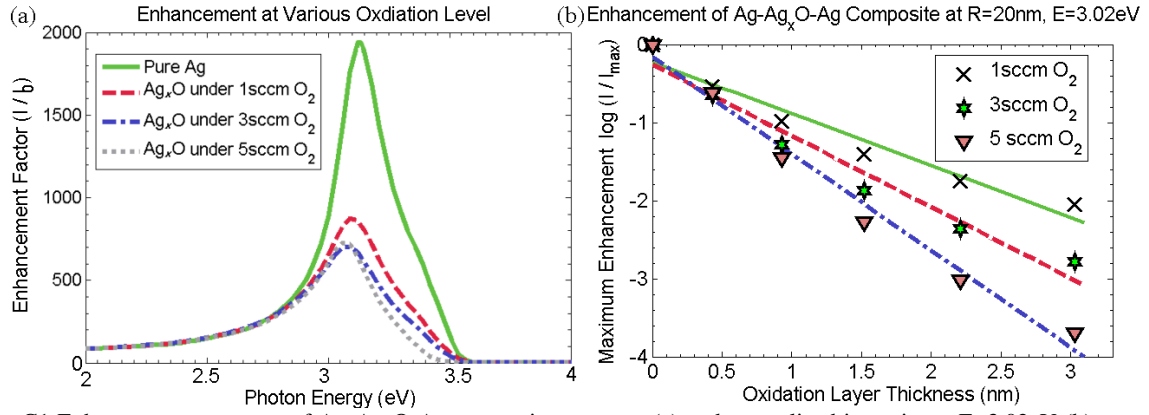 (a)
Enhancement at Various Oxdiation Level
Enhancement Factor (I / b)
2000
1500
1000
500
0
Pure Ag
AgxO under 1sccm O2
AgxO under 3sccm O2
AgxO under 5sccm O2
2
2.5
3.0
3.5
4
Photon Energy (eV)
(b)
Enhancement of Ag-AgxO-Ag Composite at R=20nm, E=3.02eV
Maximum Enhancement log (I / Imax)
0
-1
-2
-3
-4
1sccm O2
3sccm O2
5 sccm O2
0
0.5
1.0
1.5
2.0
2.5
3.0
Oxidation Layer Thickness (nm)